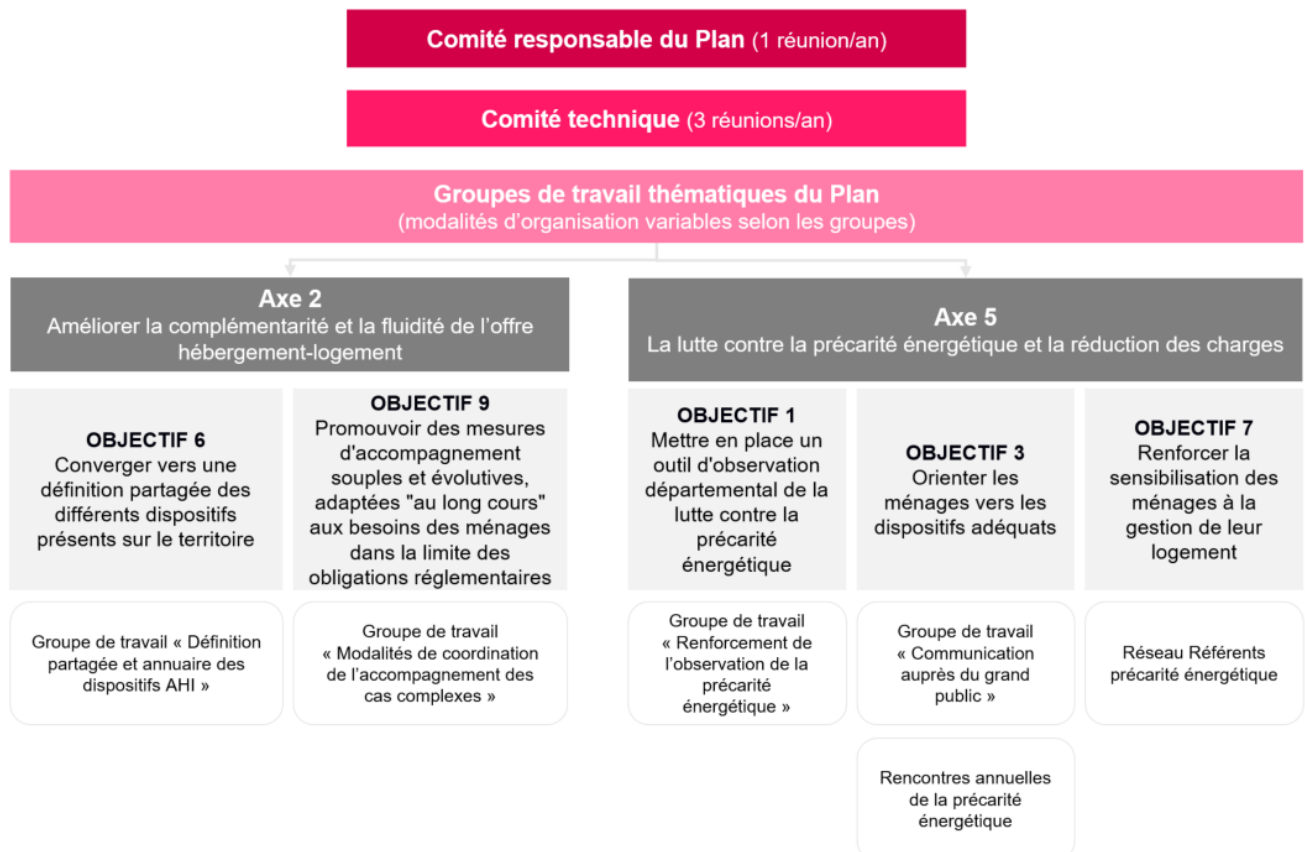 Comité responsable du Plan (1 réunion/an)
Comité technique (3 réunions/an)
Groupes de travail thématiques du Plan
(modalités d'organisation variables selon les groupes)
Axe 2
Améliorer la complémentarité et la fluidité de l'offre
hébergement-logement
Axe 5
La lutte contre la précarité énergétique et la réduction des charges
OBJECTIF 6
Converger vers une
définition partagée des
différents dispositifs
présents sur le territoire
OBJECTIF 9
Promouvoir des mesures
d'accompagnement
souples et évolutives,
adaptées "au long cours"
aux besoins des ménages
dans la limite des
obligations réglementaires
OBJECTIF 1
Mettre en place un
outil d'observation
départemental de la
lutte contre la
précarité
énergétique
OBJECTIF 3
Orienter les
ménages vers les
dispositifs adéquats
OBJECTIF 7
Renforcer la
sensibilisation des
ménages à la
gestion de leur
logement
Groupe de travail « Définition
partagée et annuaire des
dispositifs AHI »
Groupe de travail
« Modalités de coordination
de l'accompagnement des
cas complexes »
Groupe de travail
« Renforcement de
l'observation de la
précarité
énergétique »
Groupe de travail
« Communication
auprès du grand
public »
Réseau Référents
précarité énergétique
Rencontres annuelles
de la précarité
énergétique